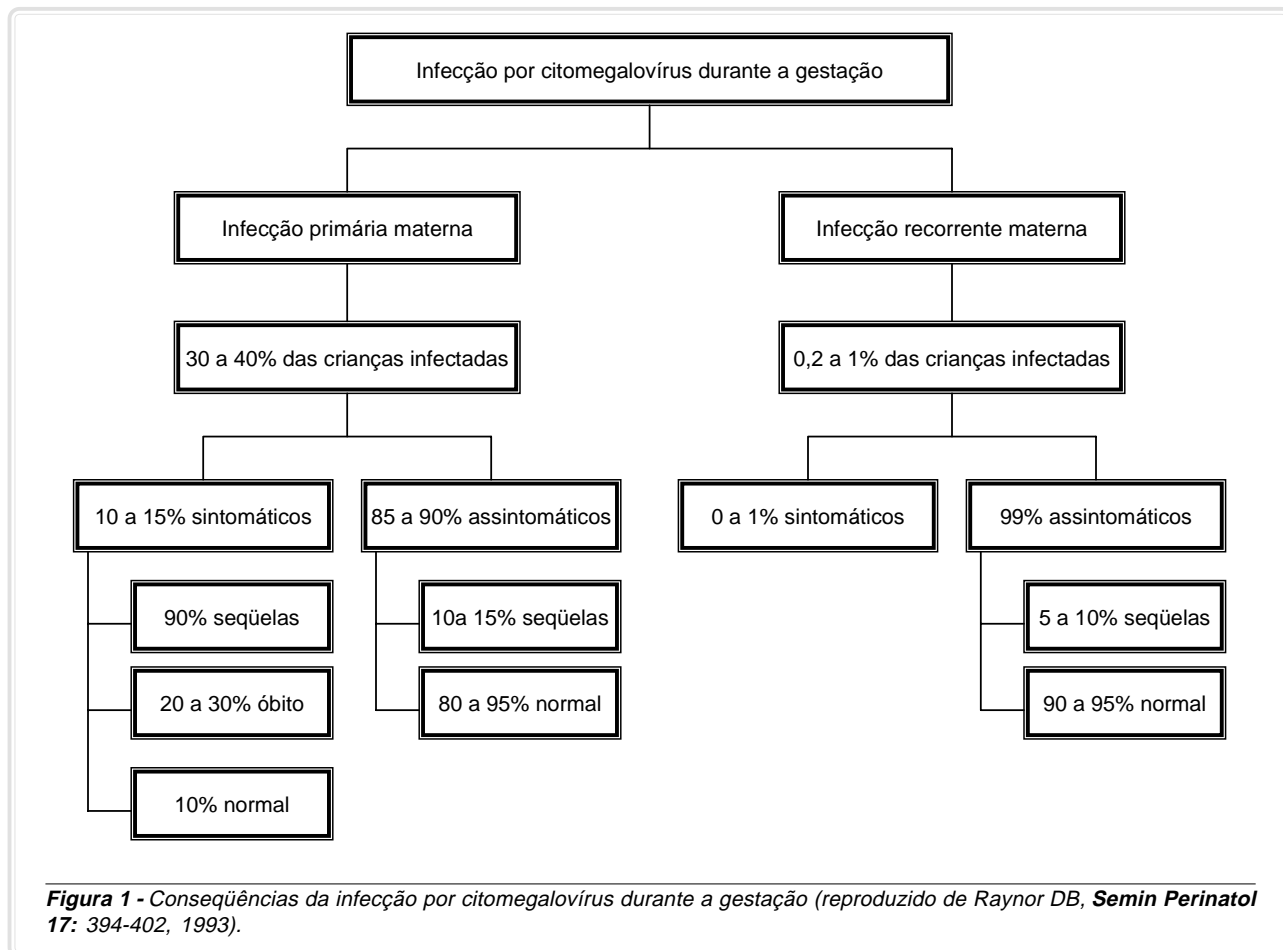 Infecção por citomegalovírus durante a gestação
Infecção primária materna
Infecção recorrente materna
30 a 40% das crianças infectadas
0,2 a 1% das crianças infectadas
10 a 15% sintomáticos
85 a 90% assintomáticos
0 a 1% sintomáticos
99% assintomáticos
90% seqüelas
10a 15% seqüelas
5 a 10% seqüelas
20 a 30% óbito
80 a 95% normal
90 a 95% normal
10% normal
Figura 1 - Conseqüências da infecção por citomegalovírus durante a gestação (reproduzido de Raynor DB, Semin Perinatol
17: 394-402, 1993).